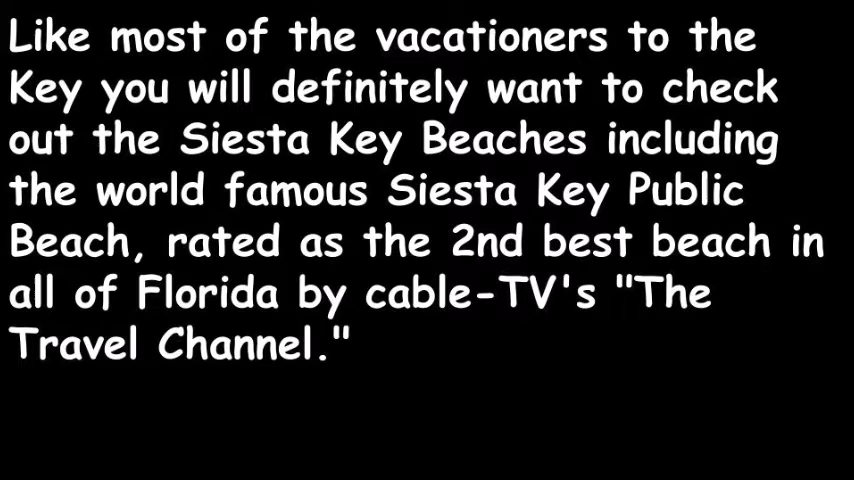 Like most of the vacationers to the
Key you will definitely want to check
out the Siesta Key Beaches including
the world famous Siesta Key Public
Beach, rated as the 2nd best beach in
all of Florida by cable-TV's "The
Travel Channel."